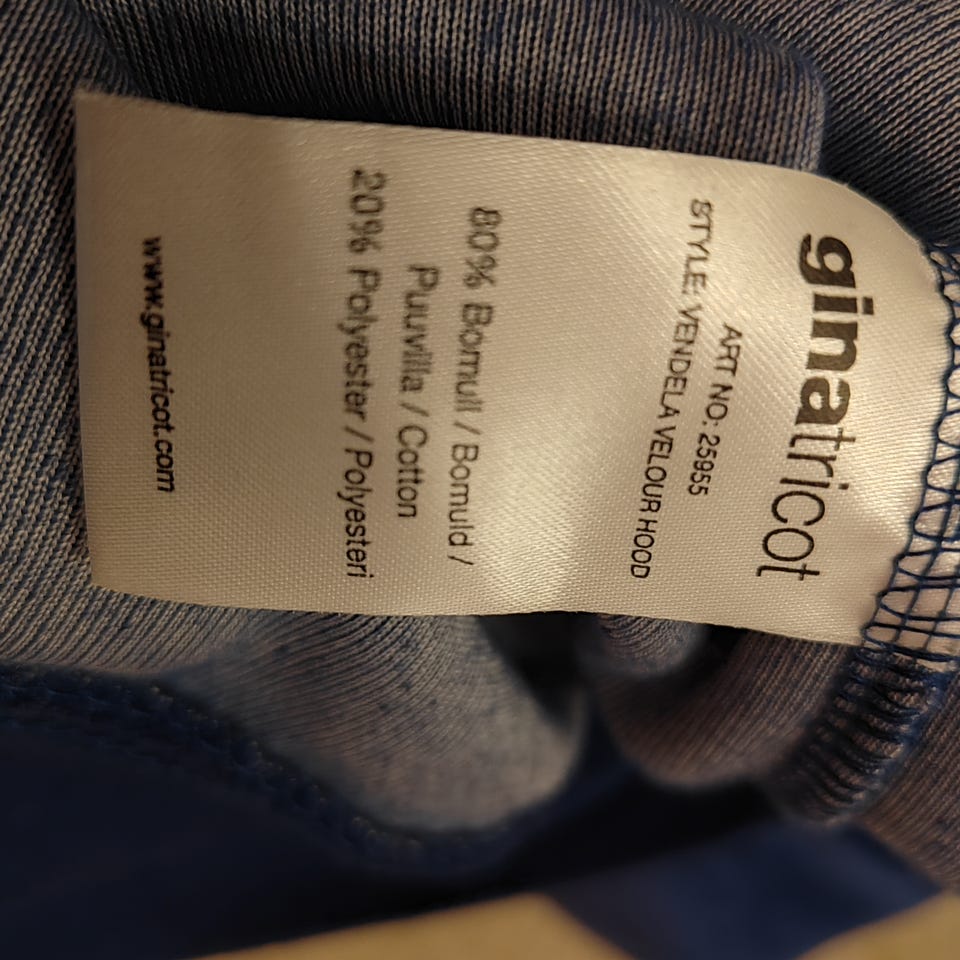 ginatricot
ART NO: 25955
STYLE: VENDELA VELOUR HOOD
80% Bomull / Bomuld /
Puuvilla / Cotton
20% Polyester / Polyesteri
www.ginatricot.com